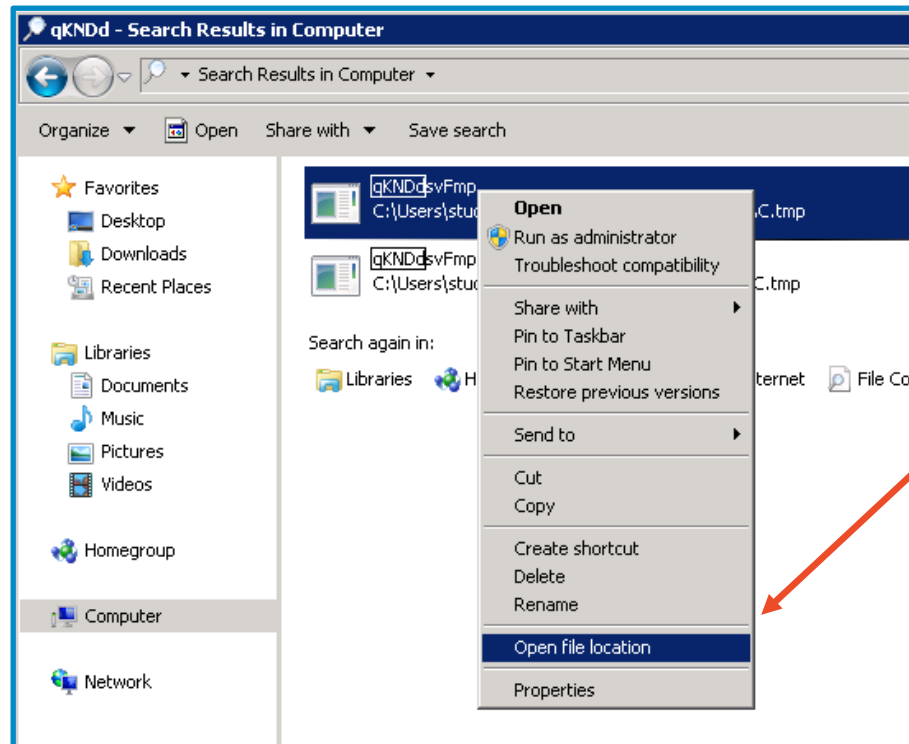 qKNDd - Search Results in Computer
Search Results in Computer
Organize Open Share with Save search
Favorites
Desktop
Downloads
Recent Places
Libraries
Documents
Music
Pictures
Videos
Homegroup
Computer
Network
qKNDdsvFmp
C:\Users\stuc C.tmp
qKNDdsvFmp
C:\Users\stuc C.tmp
Search again in:
Libraries H ternet File Co
Open
Run as administrator
Troubleshoot compatibility
Share with
Pin to Taskbar
Pin to Start Menu
Restore previous versions
Send to
Cut
Copy
Create shortcut
Delete
Rename
Open file location
Properties